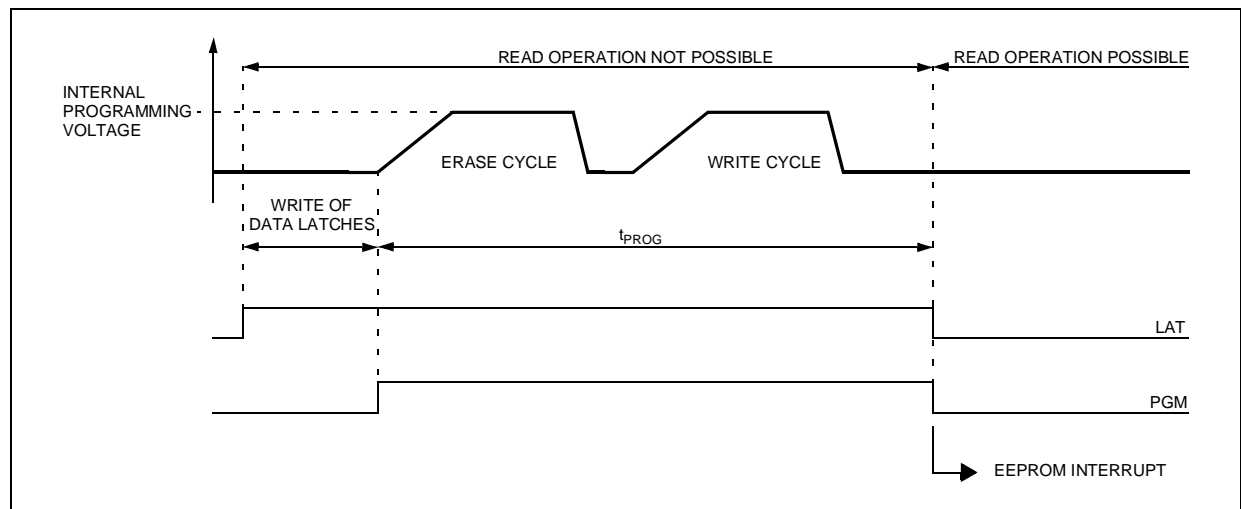 READ OPERATION NOT POSSIBLE
READ OPERATION POSSIBLE
INTERNAL
PROGRAMMING
VOLTAGE
ERASE CYCLE
WRITE CYCLE
WRITE OF
DATA LATCHES
tPROG
LAT
PGM
EEPROM INTERRUPT